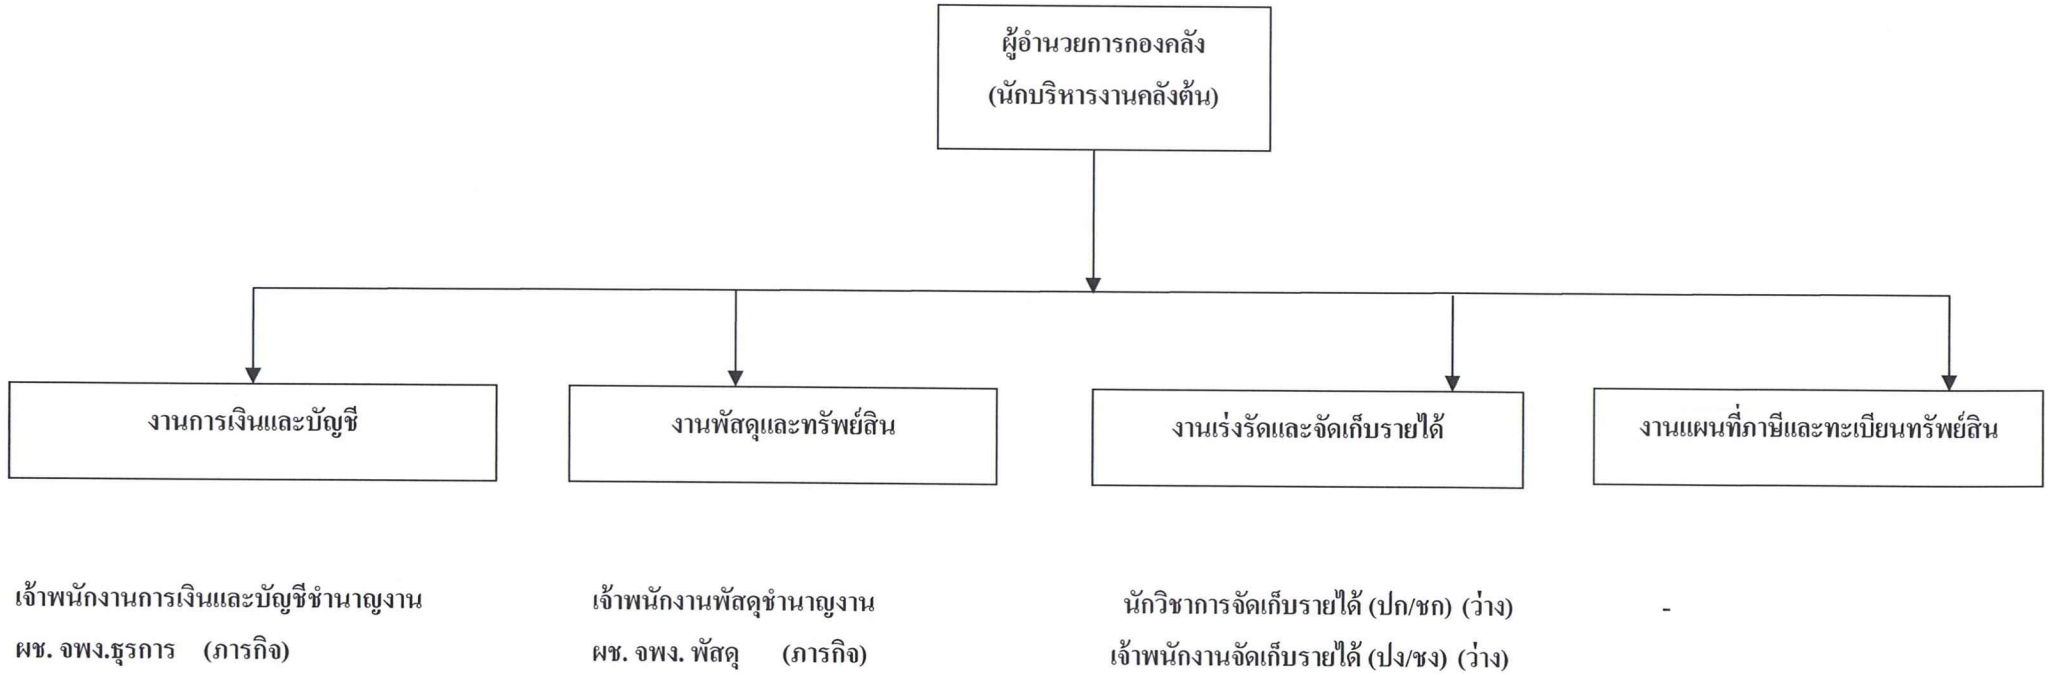 ผู้อำนวยการกองคลัง
(นักบริหารงานคลังต้น)
งานการเงินและบัญชี
งานพัสดุและทรัพย์สิน
งานเร่งรัดและจัดเก็บรายได้
งานแผนที่ภาษีและทะเบียนทรัพย์สิน
เจ้าพนักงานการเงินและบัญชีชำนาญงาน
ผช. จพง.ธุรการ (ภารกิจ)
เจ้าพนักงานพัสดุชำนาญงาน
ผช. จพง. พัสดุ (ภารกิจ)
นักวิชาการจัดเก็บรายได้ (ปก/ชก) (ว่าง)
เจ้าพนักงานจัดเก็บรายได้ (ปง/ชง) (ว่าง)
-